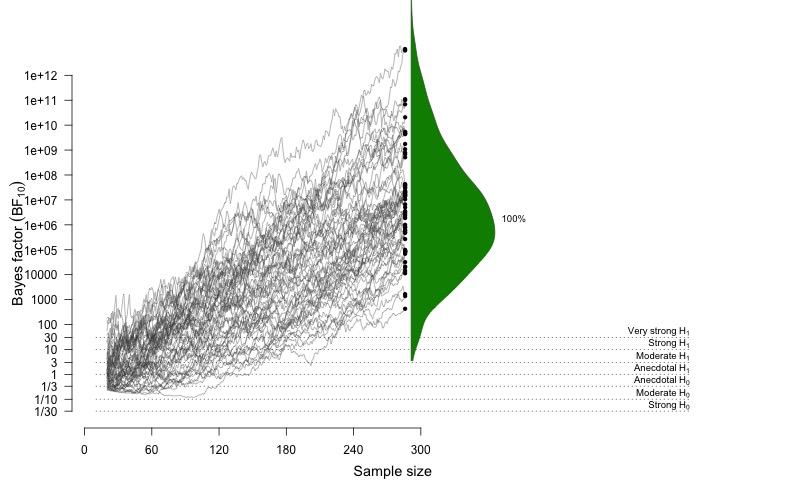 1e+12
1e+11
1e+10
1e+09
1e+08
1e+07
1e+06
1e+05
10000
1000
100
30
10
3
1
1/3
1/10
1/30
Bayes factor (BF₁₀)
100%
Very strong H₁
Strong H₁
Moderate H₁
Anecdotal H₁
Anecdotal H₀
Moderate H₀
Strong H₀
0 60 120 180 240 300
Sample size